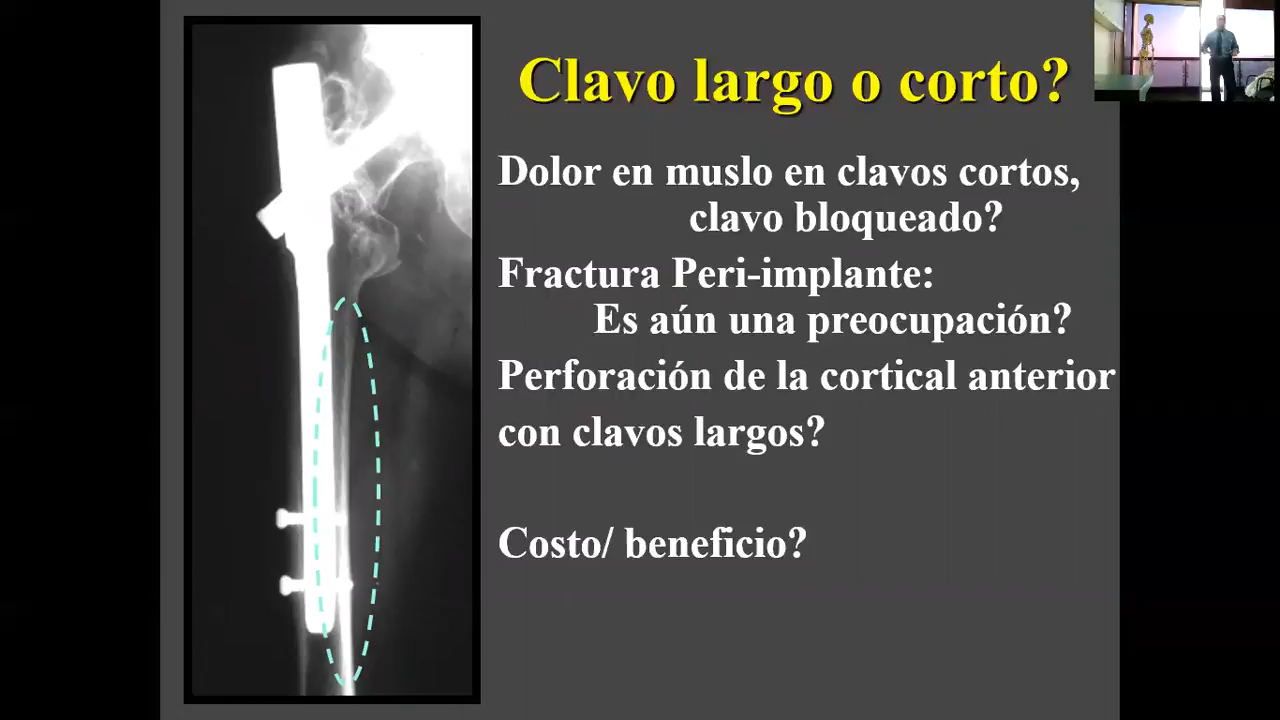 Clavo largo o corto?
Dolor en muslo en clavos cortos,
clavo bloqueado?
Fractura Peri-implante:
Es aún una preocupación?
Perforación de la cortical anterior
con clavos largos?
Costo/ beneficio?